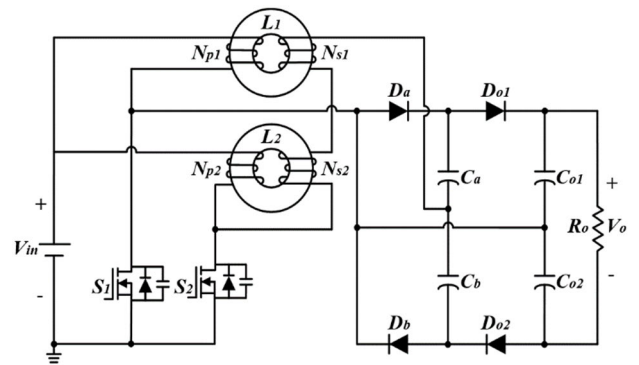 L1
Np1
Ns1
Da
Do1
L2
Np2
Ns2
Ca
Co1
+
+
Vin
Ro
Vo
-
-
S1
S2
Cb
Co2
Db
Do2